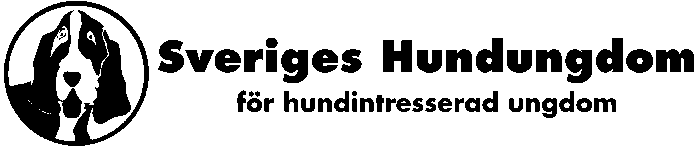 Sveriges Hundungdom
för hundintresserad ungdom